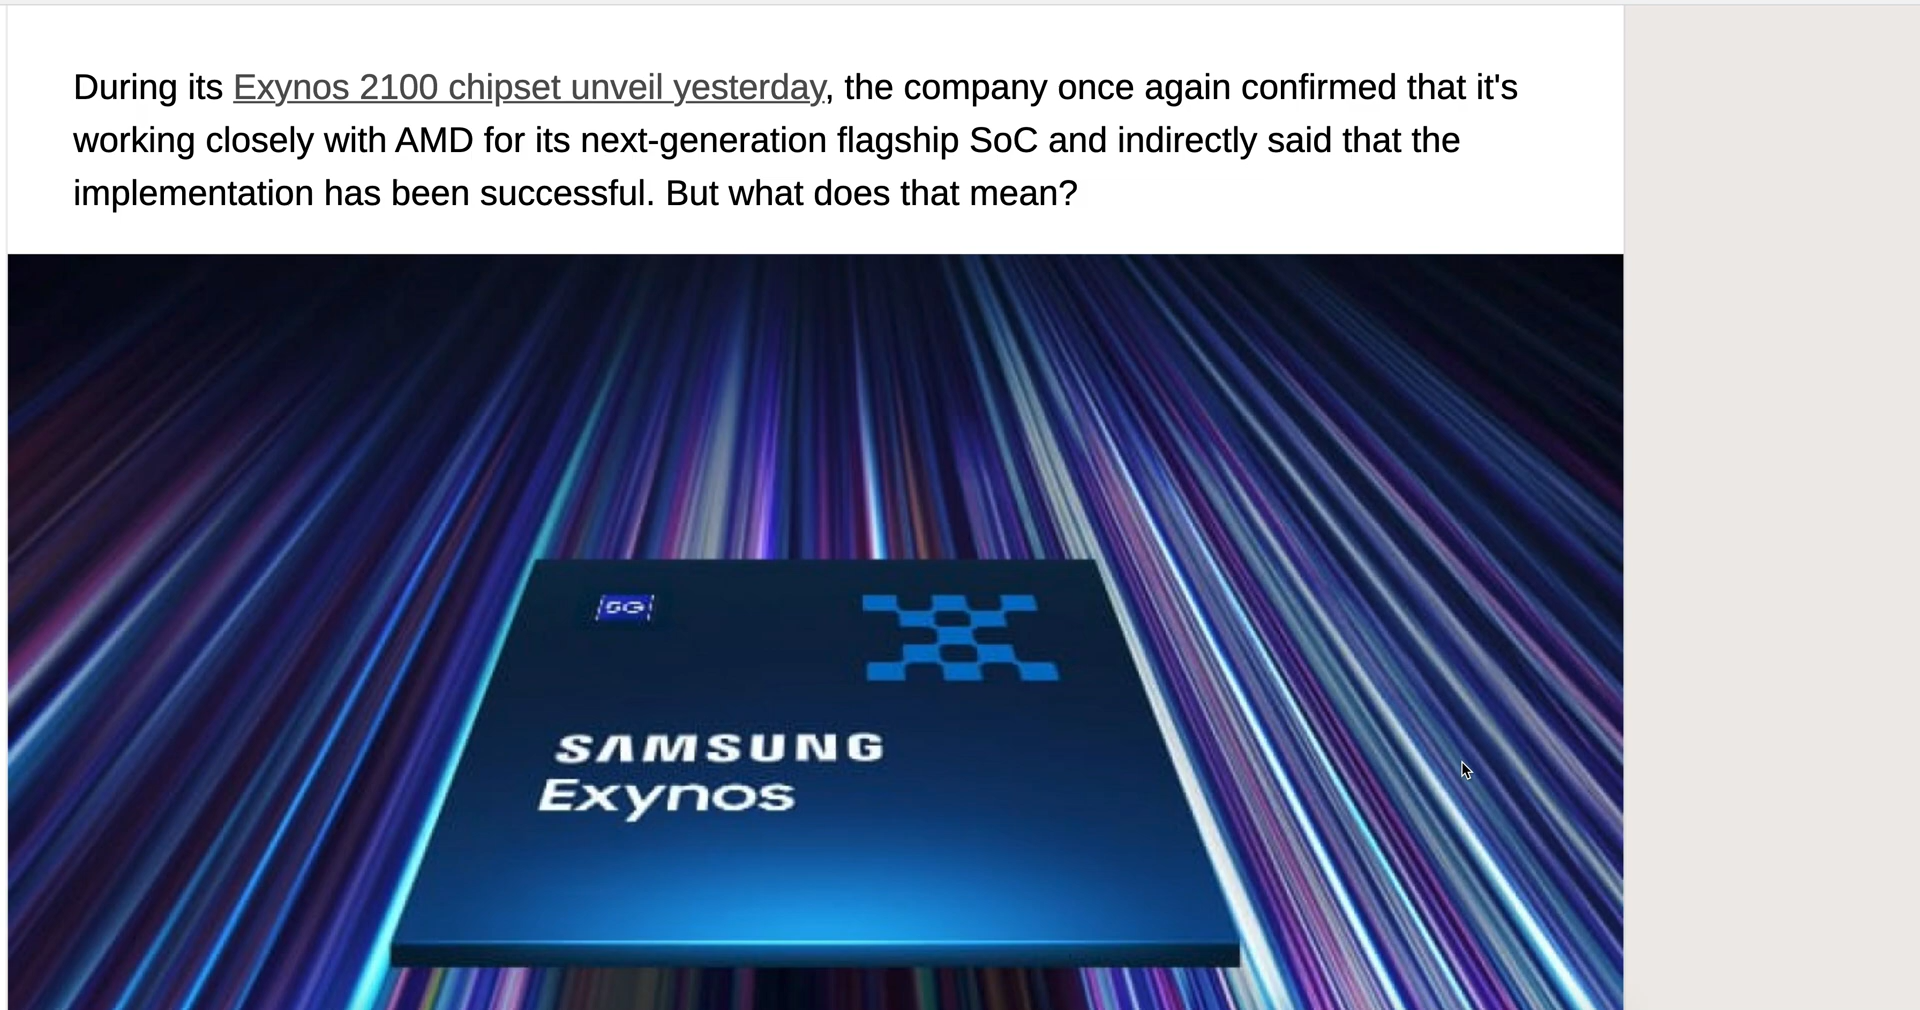 During its Exynos 2100 chipset unveil yesterday, the company once again confirmed that it's
working closely with AMD for its next-generation flagship SoC and indirectly said that the
implementation has been successful. But what does that mean?
5G
SAMSUNG
Exynos